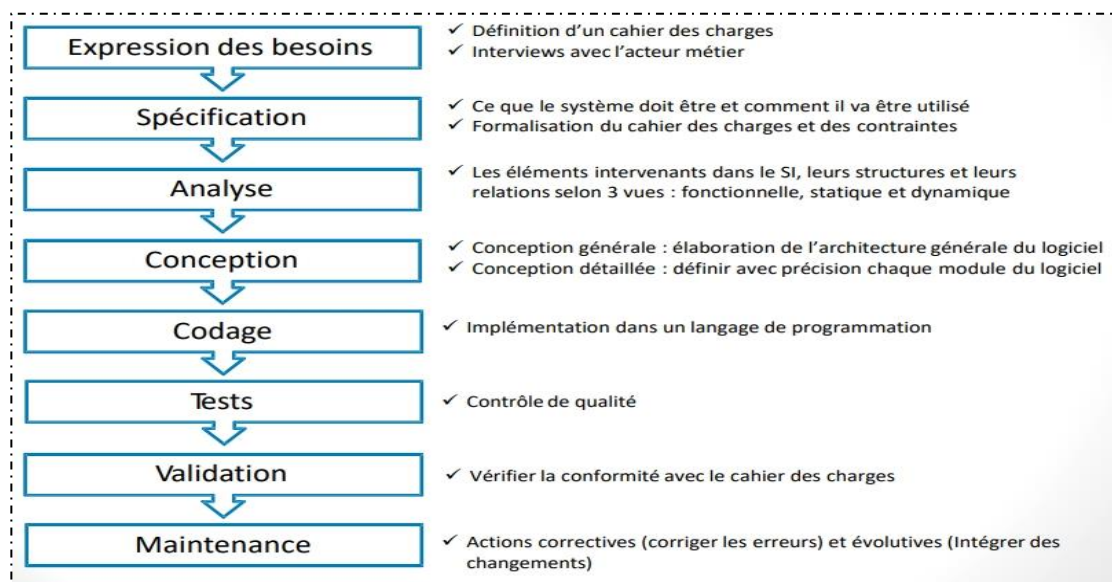 Expression des besoins
✓ Définition d'un cahier des charges
✓ Interviews avec l'acteur métier
Spécification
✓ Ce que le système doit être et comment il va être utilisé
✓ Formalisation du cahier des charges et des contraintes
Analyse
✓ Les éléments intervenants dans le SI, leurs structures et leurs
relations selon 3 vues : fonctionnelle, statique et dynamique
Conception
✓ Conception générale : élaboration de l'architecture générale du logiciel
✓ Conception détaillée : définir avec précision chaque module du logiciel
Codage
✓ Implémentation dans un langage de programmation
Tests
✓ Contrôle de qualité
Validation
✓ Vérifier la conformité avec le cahier des charges
Maintenance
✓ Actions correctives (corriger les erreurs) et évolutives (Intégrer des
changements)